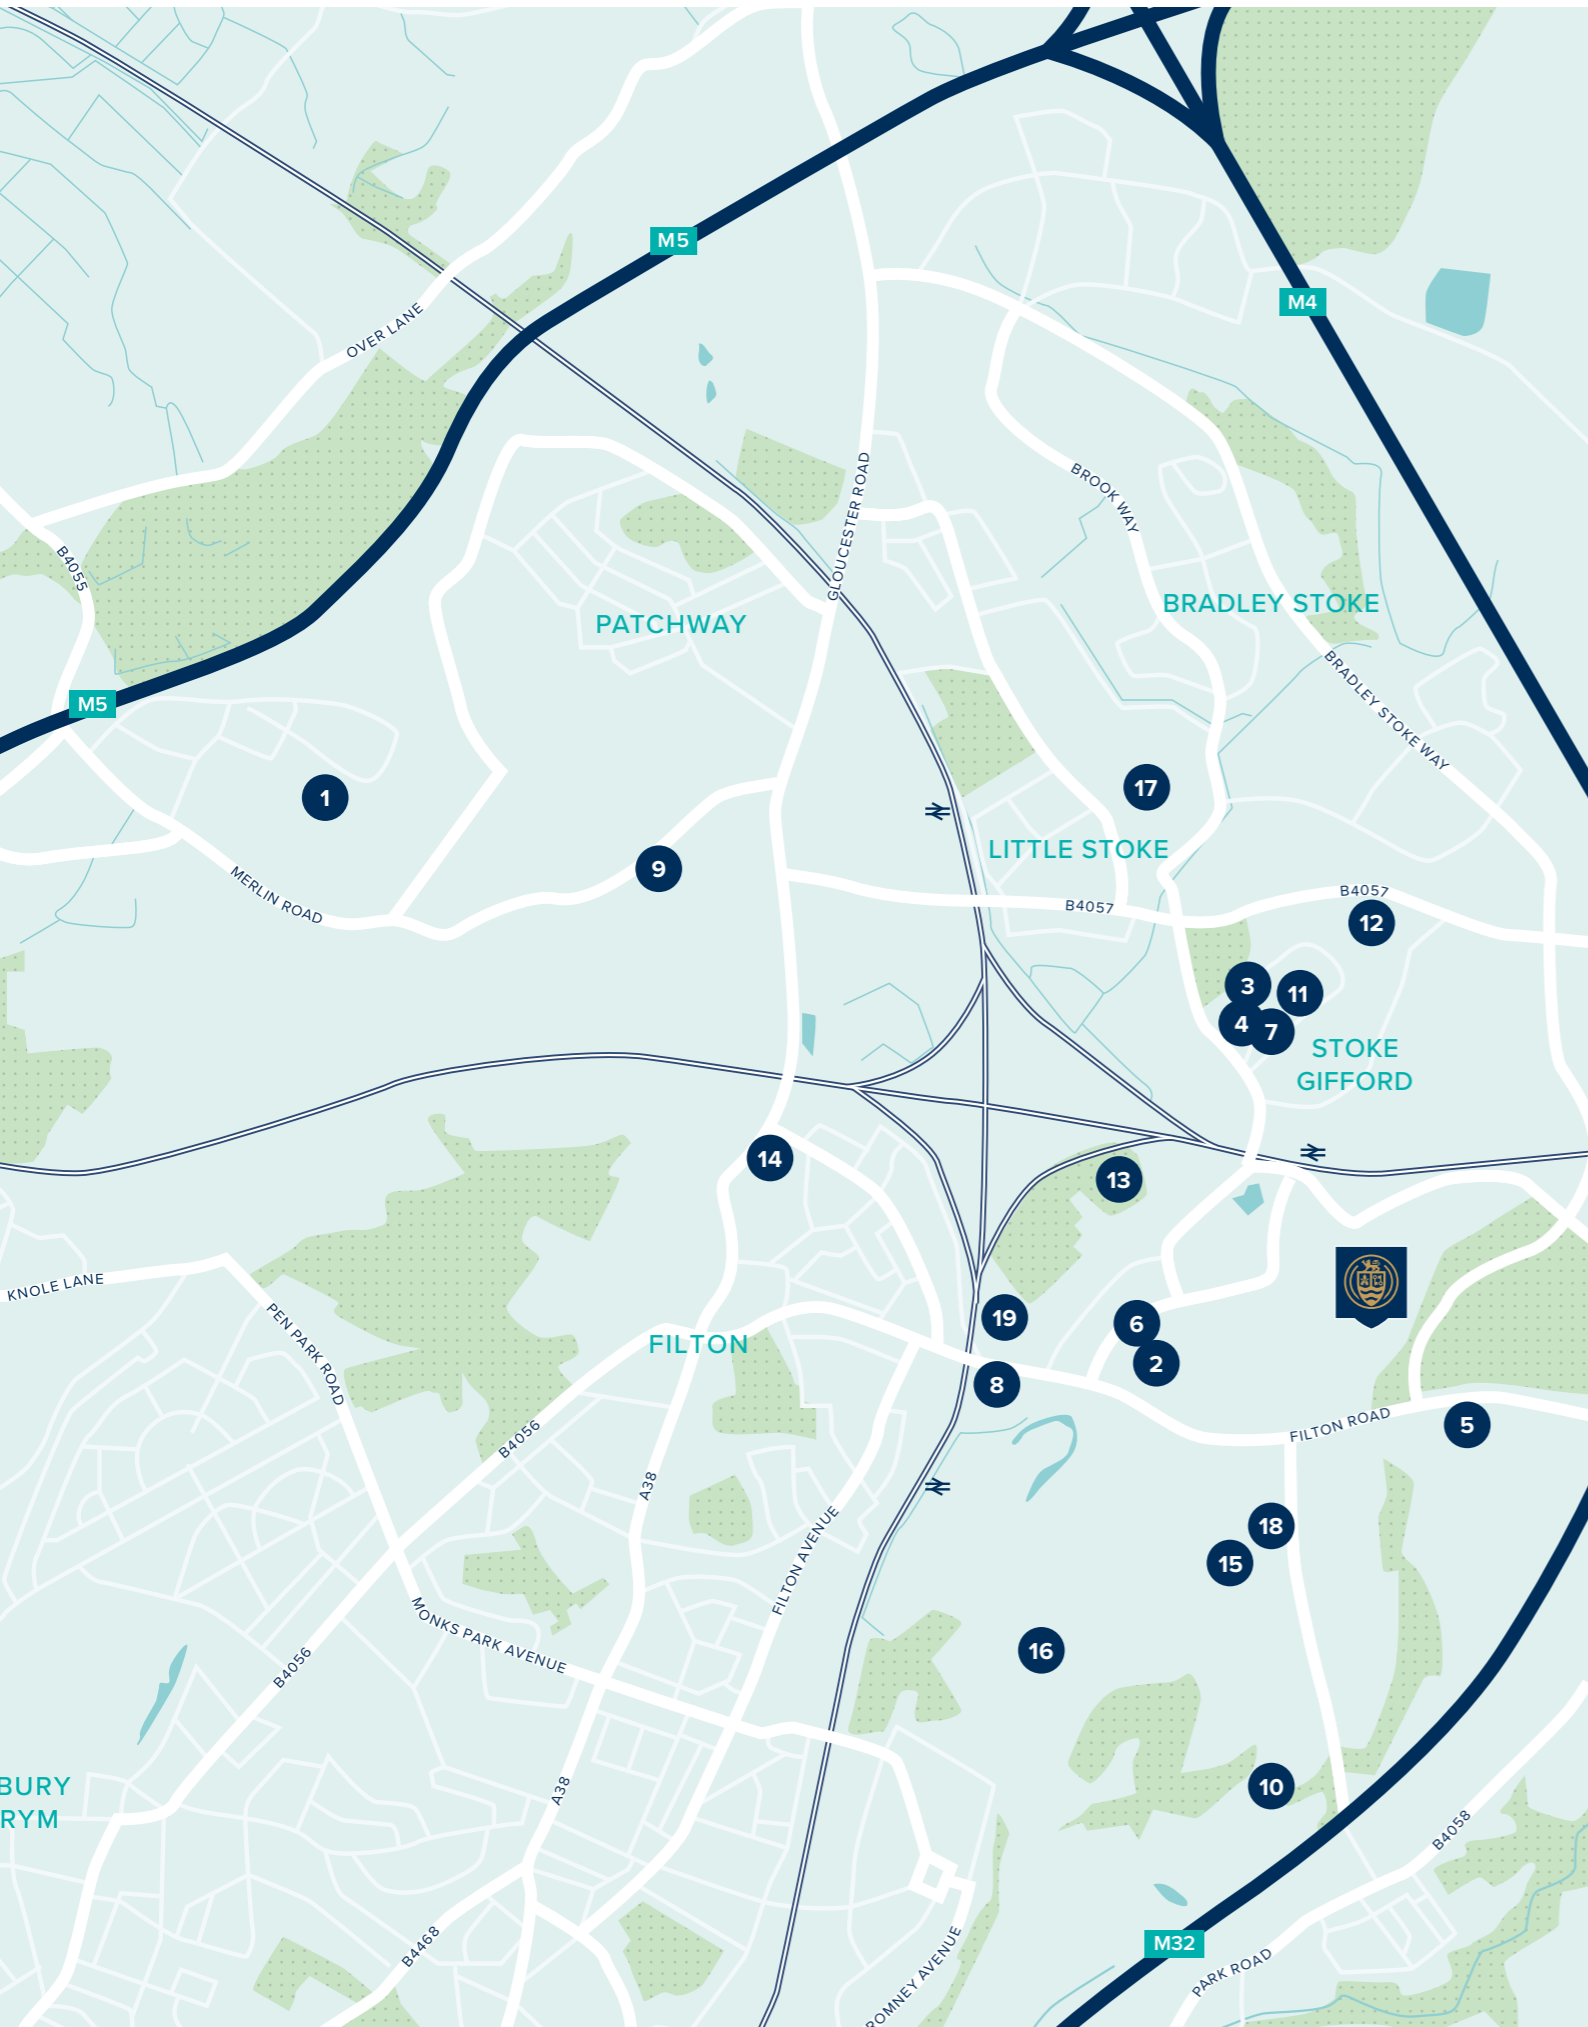 M5
M4
OVER LANE
GLOUCESTER ROAD
BROOK WAY
B4055
BRADLEY STOKE
PATCHWAY
BRADLEY STOKE WAY
M5
17
1
LITTLE STOKE
9
MERLIN ROAD
B4057
B4057
12
3
11
4
7
STOKE
GIFFORD
14
13
KNOLE LANE
PEN PARK ROAD
19
6
FILTON
2
8
FILTON ROAD
5
B4056
A38
FILTON AVENUE
18
15
MONKS PARK AVENUE
16
B4056
BURY
RYM
A38
10
B4058
B4468
M32
ROMNEY AVENUE
PARK ROAD